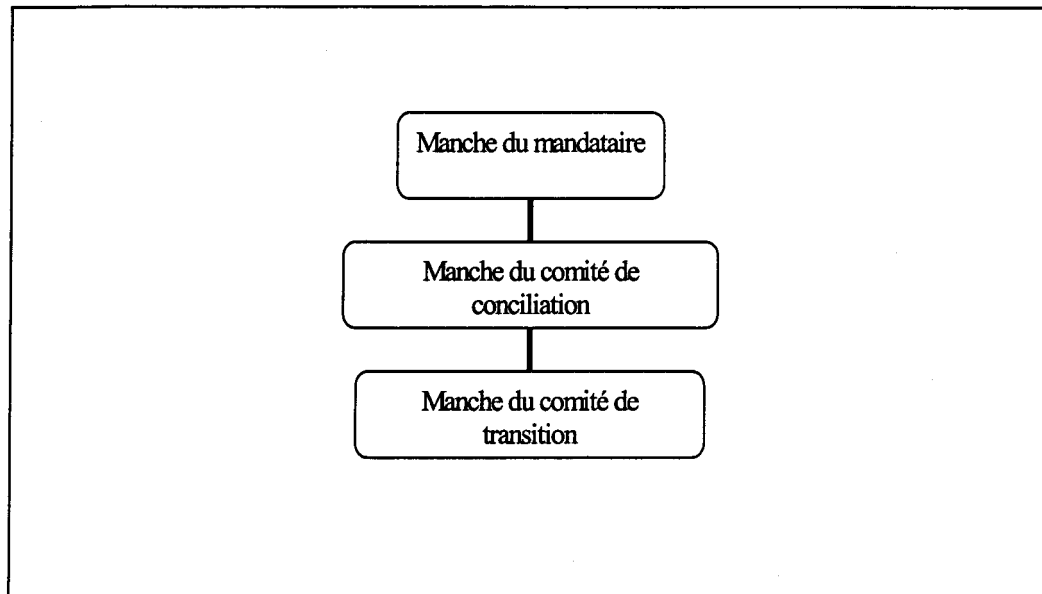 Manche du mandataire
Manche du comité de
conciliation
Manche du comité de
transition